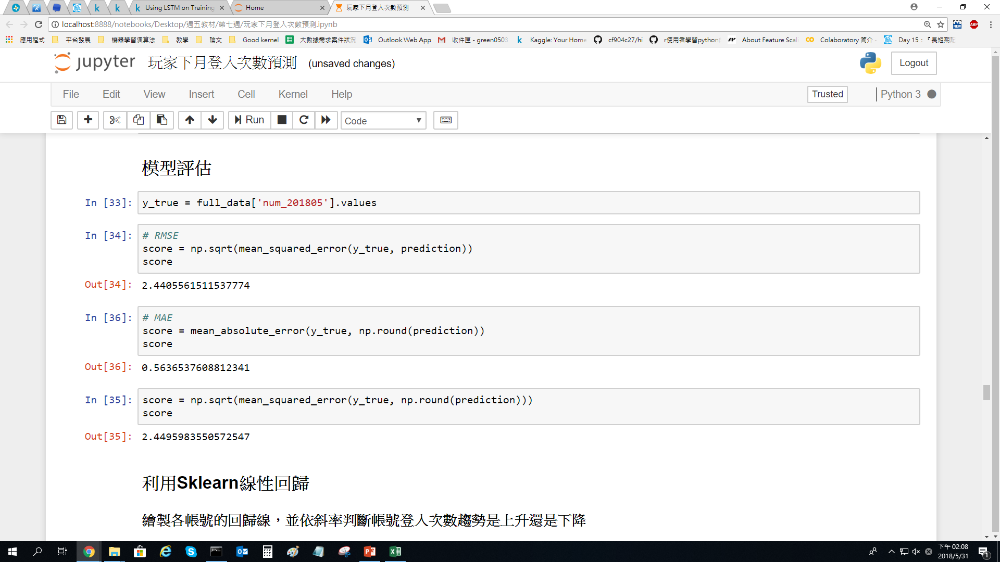 Using LSTM on Training
Home
玩家下月登入次數預測
localhost:8888/notebooks/Desktop/週五教材/第七週/玩家下月登入次數預測.ipynb
應用程式 平台發展 機器學習演算法 教學 論文 Good kernel 大數據需求案件狀況 Outlook Web App 收件匣 - green0503 Kaggle: Your Home cf904c27/hi r使用者學習python About Feature Scali Colaboratory 簡介 - Day 15：『長短期記
jupyter 玩家下月登入次數預測 (unsaved changes) Logout
File Edit View Insert Cell Kernel Help Trusted Python 3
Run Code
模型評估
In [33]: y_true = full_data['num_201805'].values
In [34]: # RMSE
score = np.sqrt(mean_squared_error(y_true, prediction))
score
Out[34]: 2.4405561511537774
In [36]: # MAE
score = mean_absolute_error(y_true, np.round(prediction))
score
Out[36]: 0.5636537608812341
In [35]: score = np.sqrt(mean_squared_error(y_true, np.round(prediction)))
score
Out[35]: 2.4495983550572547
利用Sklearn線性回歸
繪製各帳號的回歸線，並依斜率判斷帳號登入次數趨勢是上升還是下降
下午 02:08
2018/5/31
1